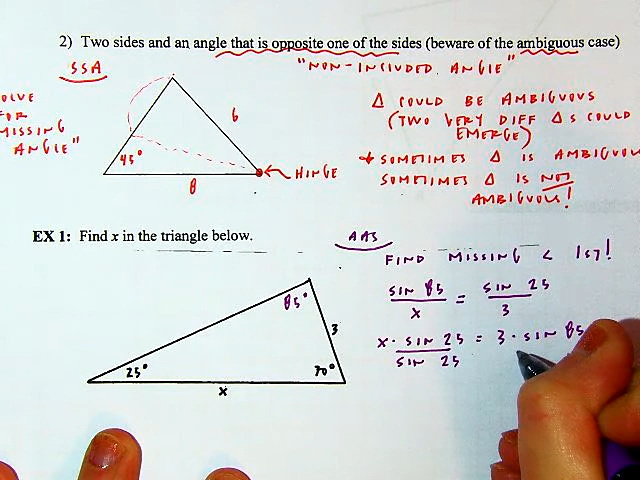 2) Two sides and an angle that is opposite one of the sides (beware of the ambiguous case)
SSA
"NON-INCLUDED ANGLE"
OLVE
FOR
MISSING
ANGLE"
6
45°
8
HINGE
Δ COULD BE AMBIGUOUS
(TWO VERY DIFF Δs COULD
EMERGE)
* SOMETIMES Δ IS AMBIGUOU
SOMETIMES Δ IS NOT
AMBIGUOUS!
EX 1: Find x in the triangle below.
AAS
FIND MISSING < 1ST!
85°
3
25°
70°
x
sin 85 / x = sin 25 / 3
x · sin 25 = 3 · sin 85
sin 25